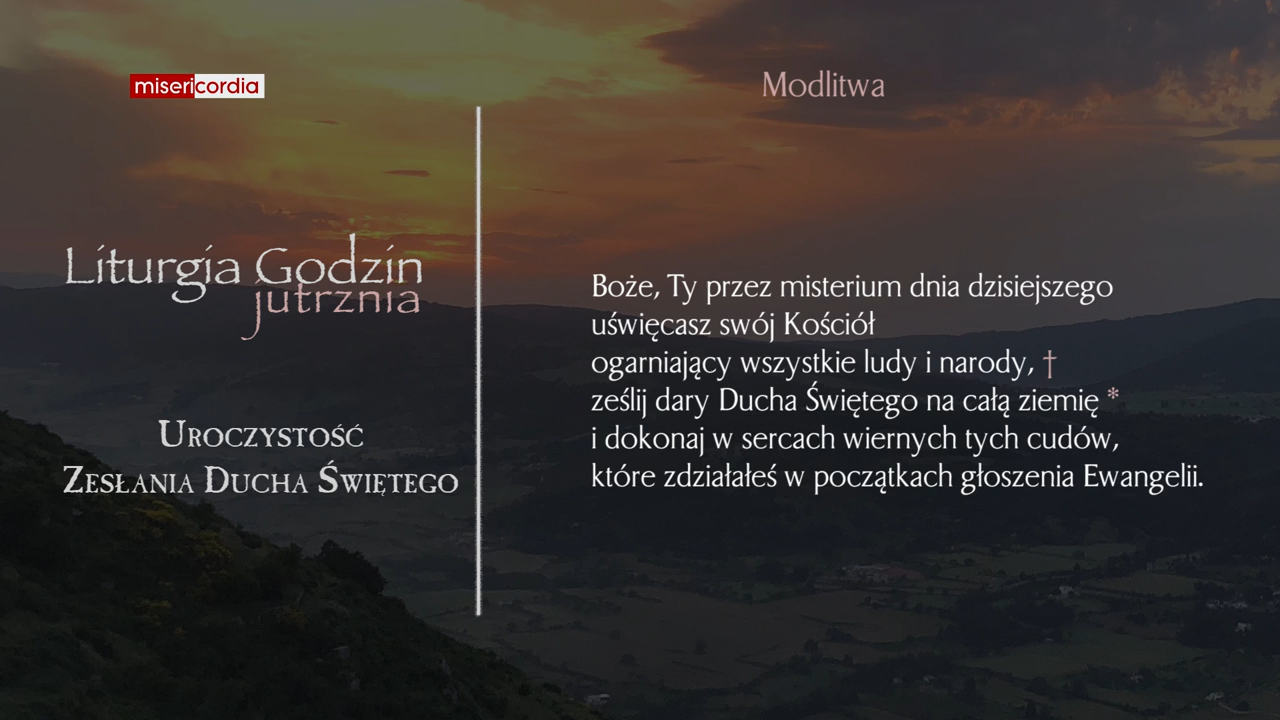 misericordia
Modlitwa
Liturgia Godzin
jutrznia
Uroczystość
Zesłania Ducha Świętego
Boże, Ty przez misterium dnia dzisiejszego
uświęcasz swój Kościół
ogarniający wszystkie ludy i narody, †
ześlij dary Ducha Świętego na całą ziemię *
i dokonaj w sercach wiernych tych cudów,
które zdziałałeś w początkach głoszenia Ewangelii.